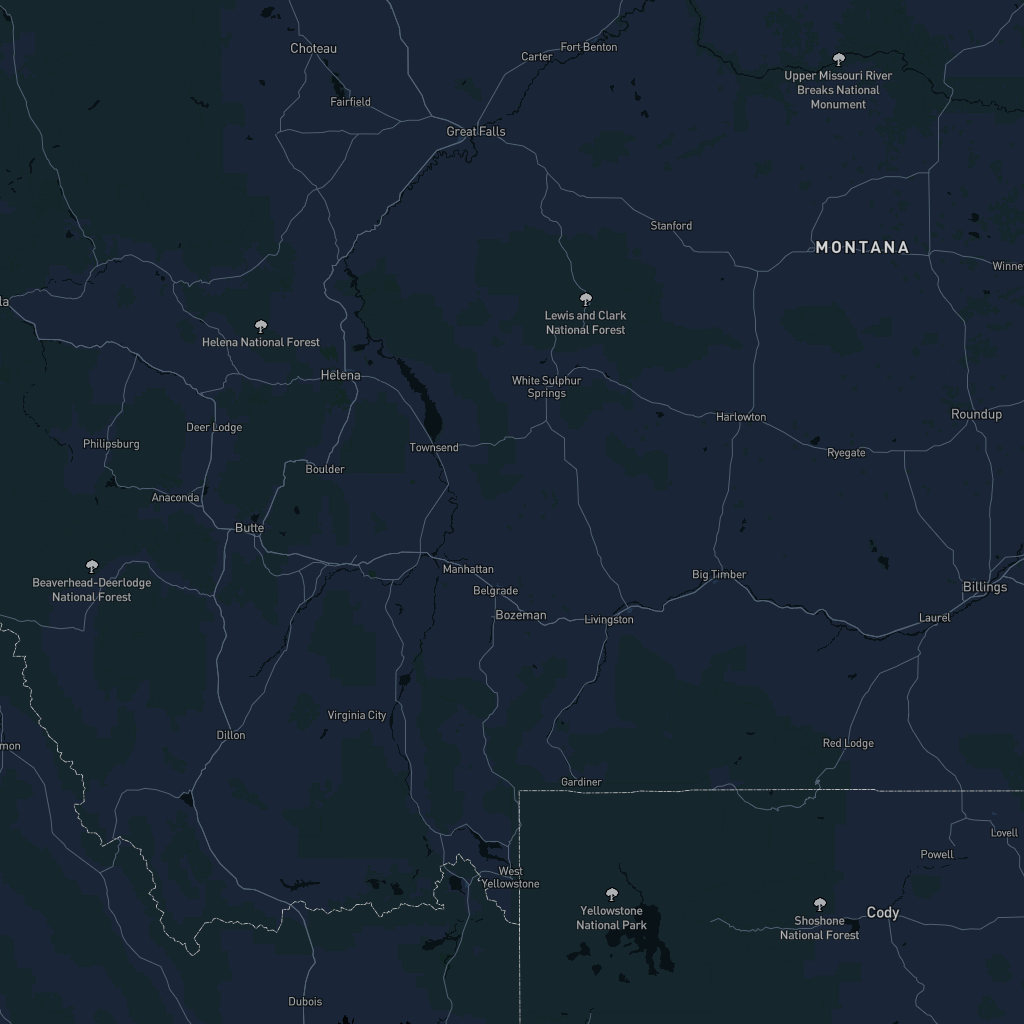 Choteau
Fort Benton
Carter
Upper Missouri River
Breaks National
Monument
Fairfield
Great Falls
Stanford
MONTANA
Winne
la
Lewis and Clark
National Forest
Helena National Forest
Helena
White Sulphur
Springs
Harlowton
Roundup
Deer Lodge
Philipsburg
Townsend
Ryegate
Boulder
Anaconda
Butte
Manhattan
Big Timber
Beaverhead-Deerlodge
National Forest
Belgrade
Billings
Bozeman
Livingston
Laurel
Virginia City
Dillon
mon
Red Lodge
Gardiner
Lovell
Powell
West
Yellowstone
Yellowstone
National Park
Shoshone
National Forest
Cody
Dubois